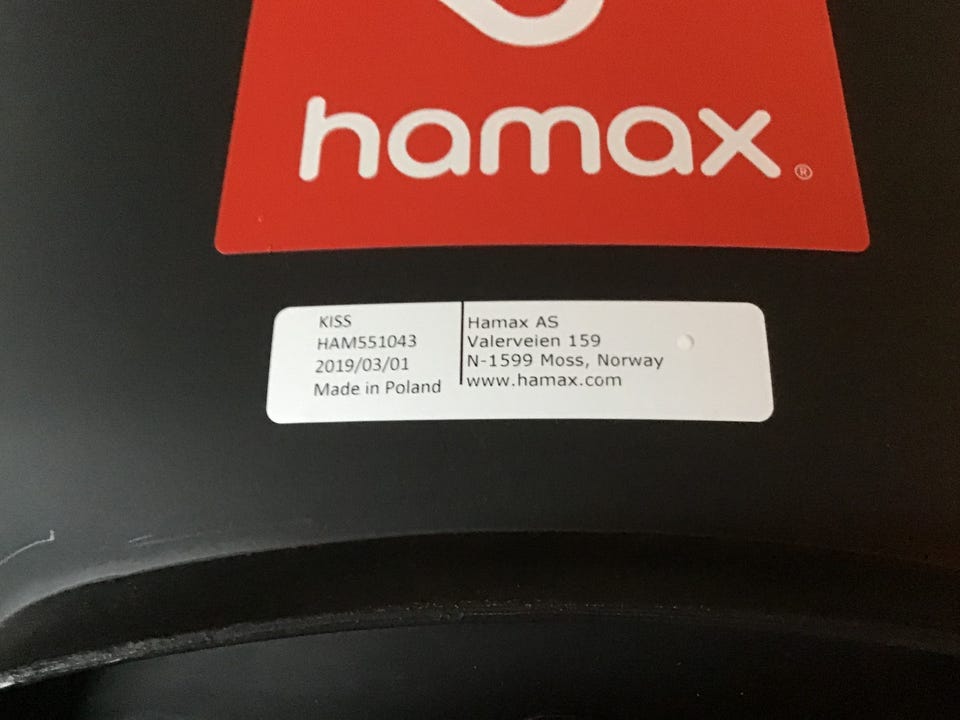 hamax®
KISS
HAM551043
2019/03/01
Made in Poland
Hamax AS
Valerveien 159
N-1599 Moss, Norway
www.hamax.com